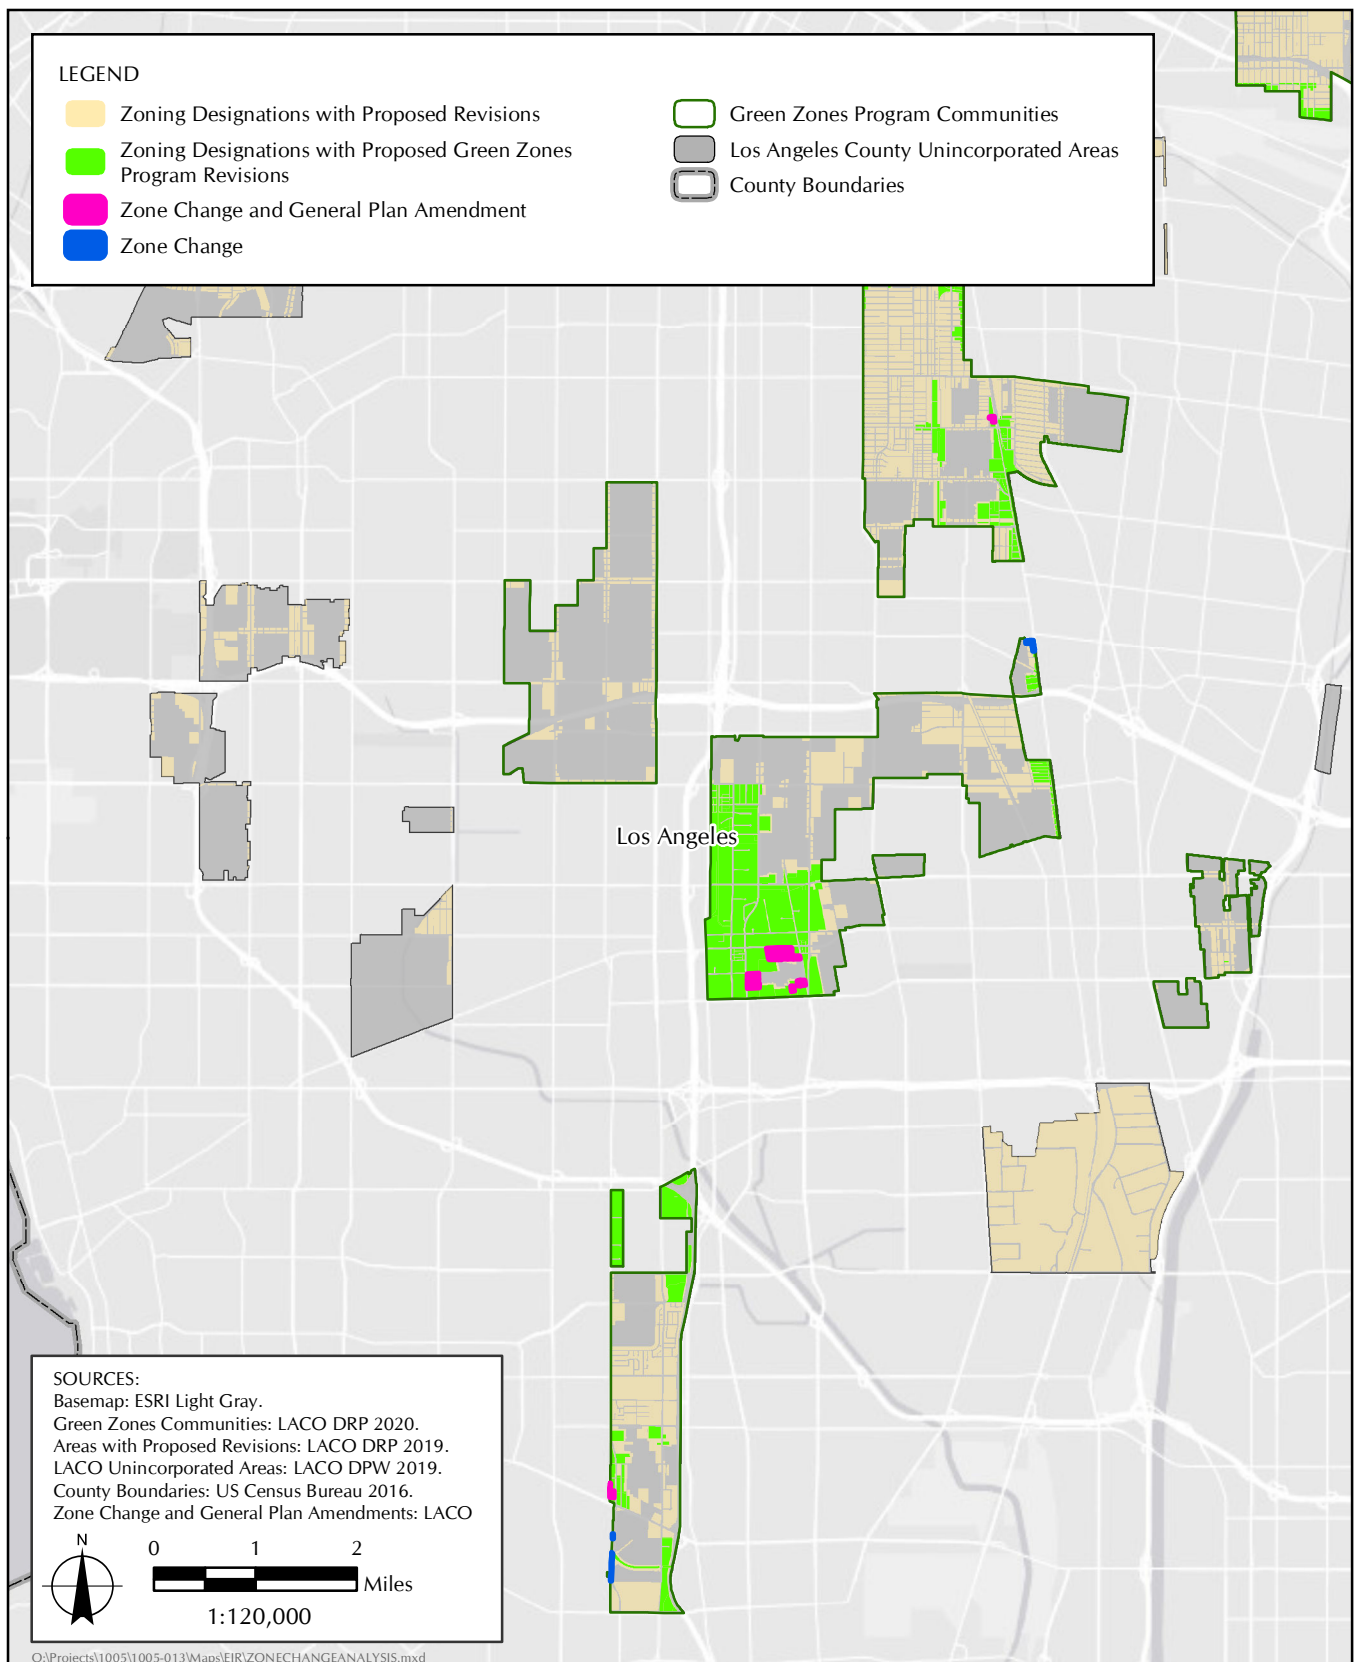 LEGEND
Zoning Designations with Proposed Revisions
Zoning Designations with Proposed Green Zones
Program Revisions
Zone Change and General Plan Amendment
Zone Change
Green Zones Program Communities
Los Angeles County Unincorporated Areas
County Boundaries
Los Angeles
SOURCES:
Basemap: ESRI Light Gray.
Green Zones Communities: LACO DRP 2020.
Areas with Proposed Revisions: LACO DRP 2019.
LACO Unincorporated Areas: LACO DPW 2019.
County Boundaries: US Census Bureau 2016.
Zone Change and General Plan Amendments: LACO
N
0 1 2
Miles
1:120,000
O:\Projects\1005\1005-013\Maps\EIR\ZONECHANGEANALYSIS.mxd